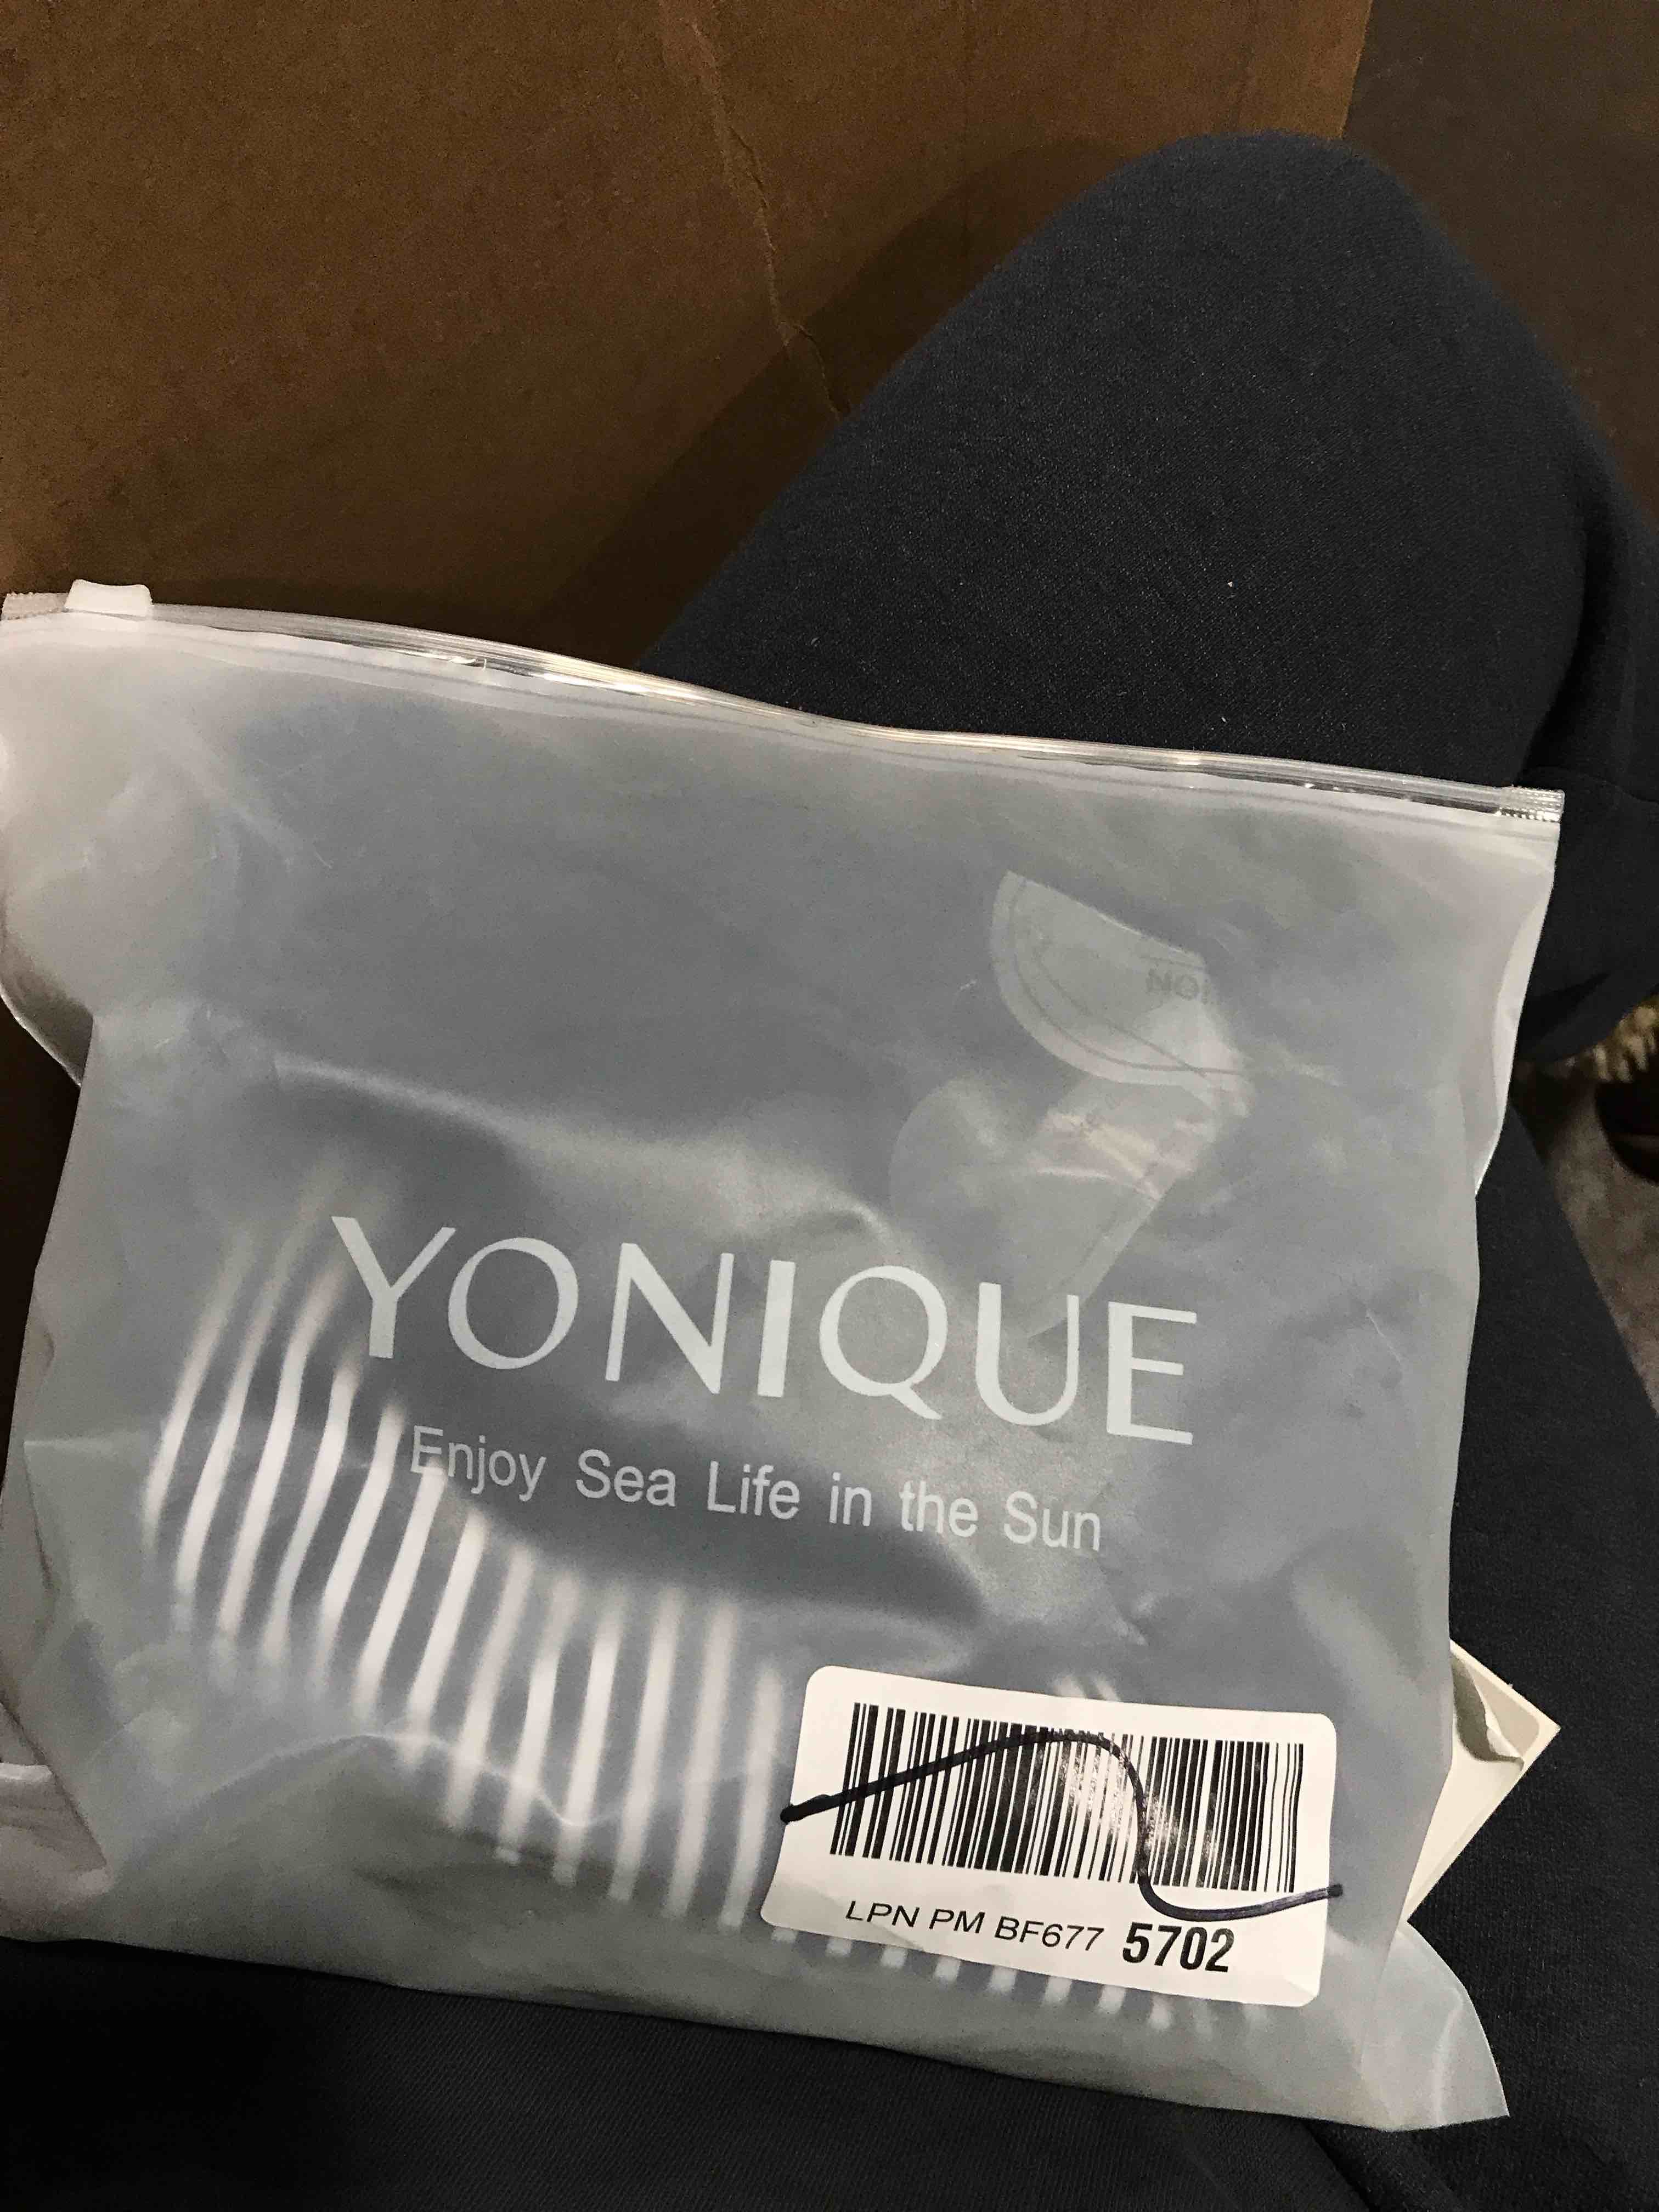 YONIQUE
Enjoy Sea Life in the Sun
LPN PM BF677 5702